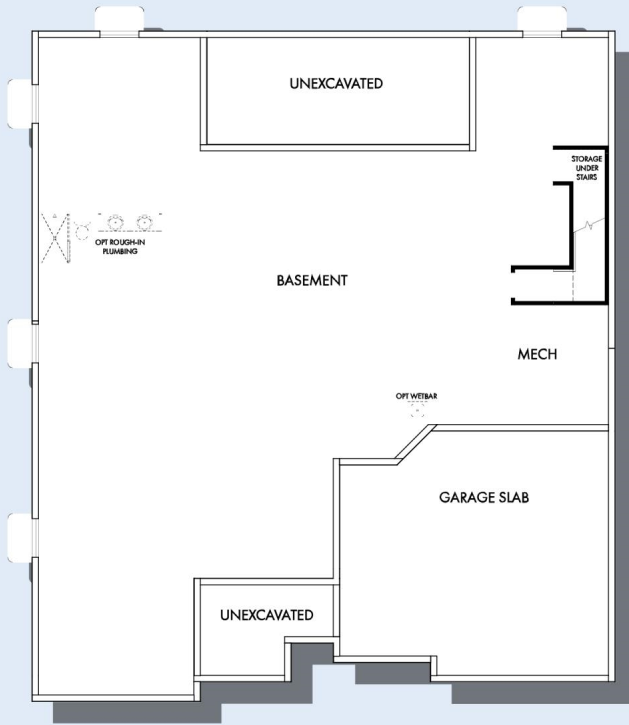 UNEXCAVATED
STORAGE
UNDER
STAIRS
OPT ROUGH-IN
PLUMBING
BASEMENT
MECH
OPT WETBAR
GARAGE SLAB
UNEXCAVATED